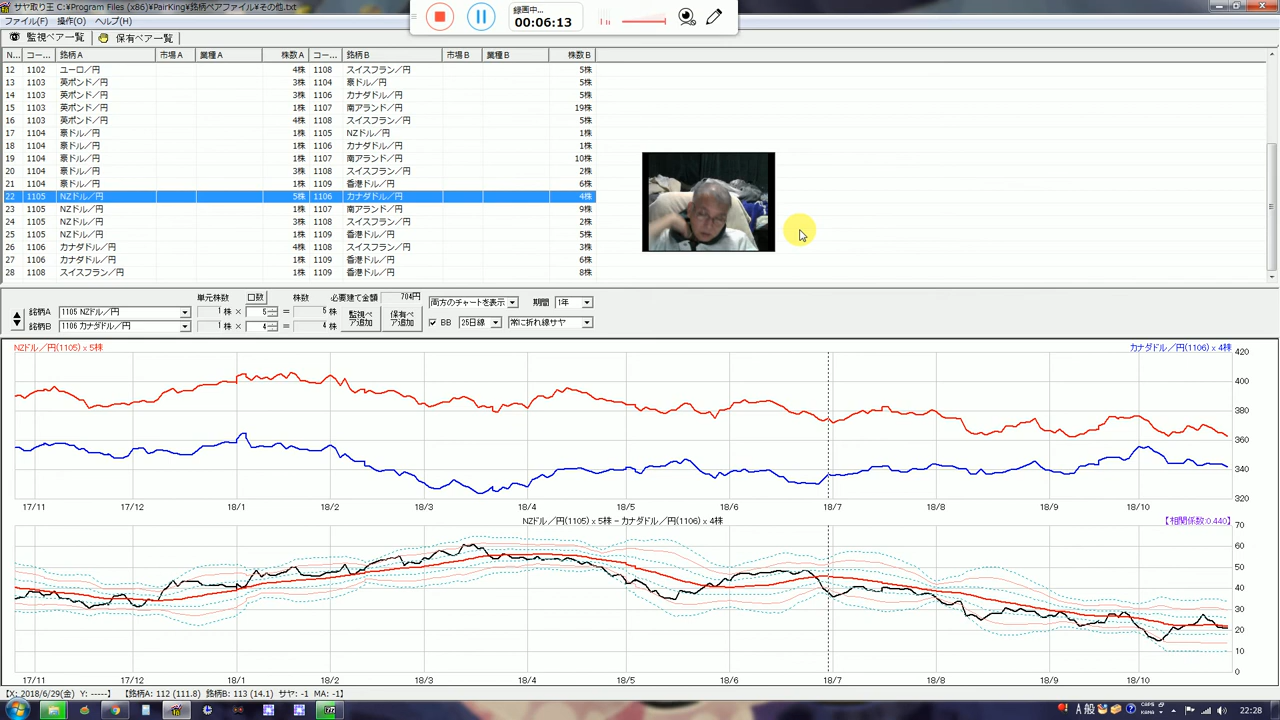 サヤ取り王 C:¥Program Files (x86)¥PairKing¥銘柄ペアファイル¥その他.txt
録画中...
00:06:13
ファイル(F) 操作(O) ヘルプ(H)
監視ペア一覧 保有ペア一覧
N... コー... 銘柄A 市場A 業種A 株数A コー... 銘柄B 市場B 業種B 株数B
12 1102 ユーロ／円 4株 1108 スイスフラン／円 5株
13 1103 英ポンド／円 3株 1104 豪ドル／円 5株
14 1103 英ポンド／円 3株 1106 カナダドル／円 5株
15 1103 英ポンド／円 1株 1107 南アランド／円 19株
16 1103 英ポンド／円 4株 1108 スイスフラン／円 5株
17 1104 豪ドル／円 1株 1105 NZドル／円 1株
18 1104 豪ドル／円 1株 1106 カナダドル／円 1株
19 1104 豪ドル／円 1株 1107 南アランド／円 10株
20 1104 豪ドル／円 3株 1108 スイスフラン／円 2株
21 1104 豪ドル／円 1株 1109 香港ドル／円 6株
22 1105 NZドル／円 5株 1106 カナダドル／円 4株
23 1105 NZドル／円 1株 1107 南アランド／円 9株
24 1105 NZドル／円 3株 1108 スイスフラン／円 2株
25 1105 NZドル／円 1株 1109 香港ドル／円 5株
26 1106 カナダドル／円 4株 1108 スイスフラン／円 3株
27 1106 カナダドル／円 1株 1109 香港ドル／円 6株
28 1108 スイスフラン／円 1株 1109 香港ドル／円 8株
単元株数 口数 株数 必要建て金額 704円 両方のチャートを表示 期間 1年
銘柄A 1105 NZドル／円 1 株 × 5 = 5 株 監視ペア追加 保有ペア追加
銘柄B 1106 カナダドル／円 1 株 × 4 = 4 株 BB 25日線 常に折れ線サヤ
NZドル／円(1105) x 5株 カナダドル／円(1106) x 4株
420
400
380
360
340
320
17/11 17/12 18/1 18/2 18/3 18/4 18/5 18/6 18/7 18/8 18/9 18/10
NZドル／円(1105) x 5株 − カナダドル／円(1106) x 4株 【相関係数:0.440】
70
60
50
40
30
20
10
0
17/11 17/12 18/1 18/2 18/3 18/4 18/5 18/6 18/7 18/8 18/9 18/10
【X: 2018/6/29(金) Y: -----】 【銘柄A: 112 (111.8) 銘柄B: 113 (14.1) サヤ: -1 MA: -1】
A 般 CAPS KANA 22:28